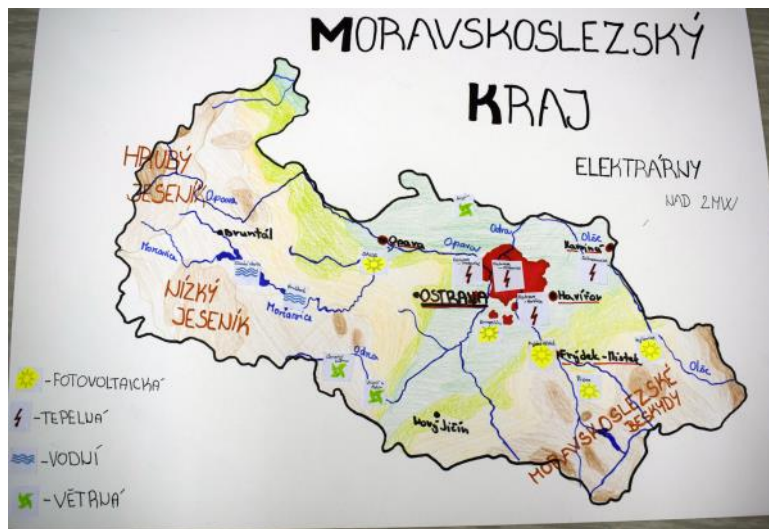 MORAVSKOSLEZSKÝ
KRAJ
ELEKTRÁRNY
NAD 2MW
HRUBÝ
JESENÍK
Opava
Bruntál
Moravice
NÍZKÝ
JESENÍK
Moravice
Opava
Opava
Odra
Olše
Karviná
OSTRAVA
Havířov
Odra
Frýdek-Místek
Olše
Nový Jičín
MORAVSKOSLEZSKÉ
BESKYDY
-FOTOVOLTAICKÁ
-TEPELNÁ
-VODNÍ
-VĚTRNÁ